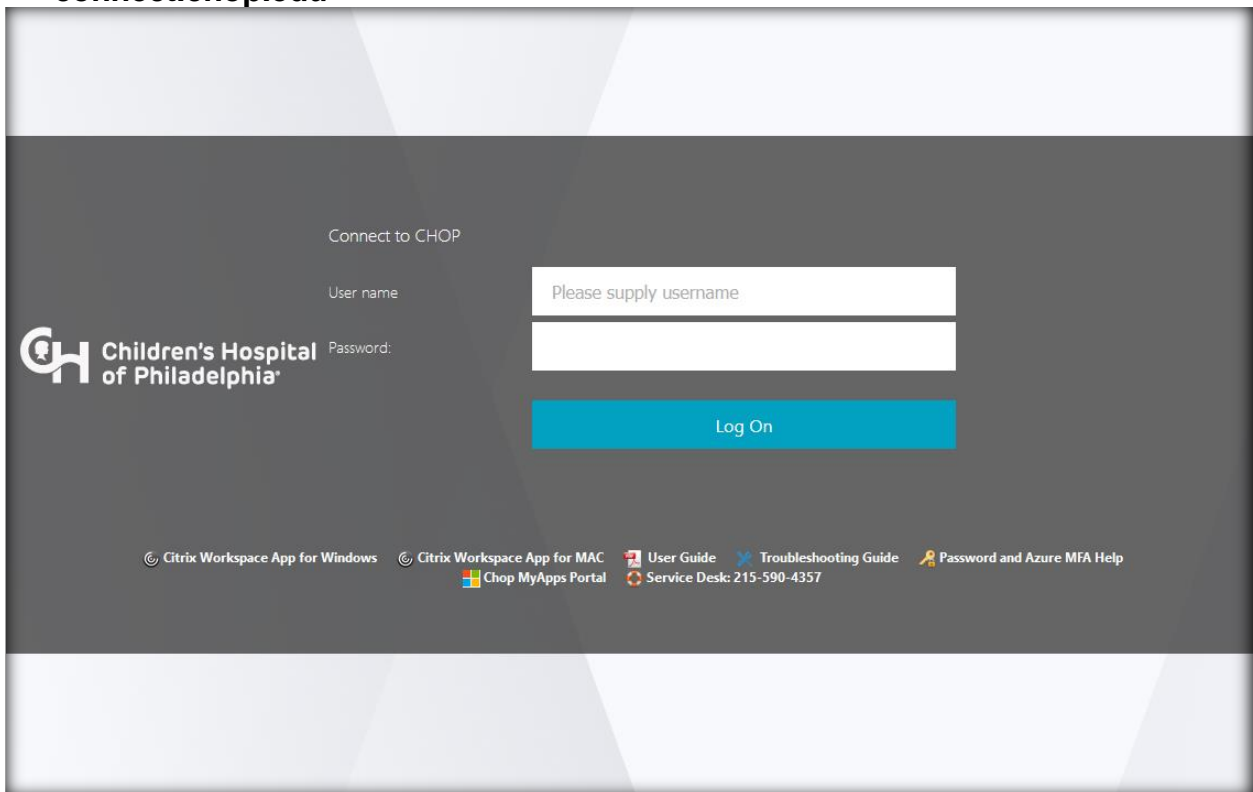 Connect to CHOP
User name
Please supply username
Children's Hospital
of Philadelphia
Password:
Log On
Citrix Workspace App for Windows Citrix Workspace App for MAC User Guide Troubleshooting Guide Password and Azure MFA Help
Chop MyApps Portal Service Desk: 215-590-4357